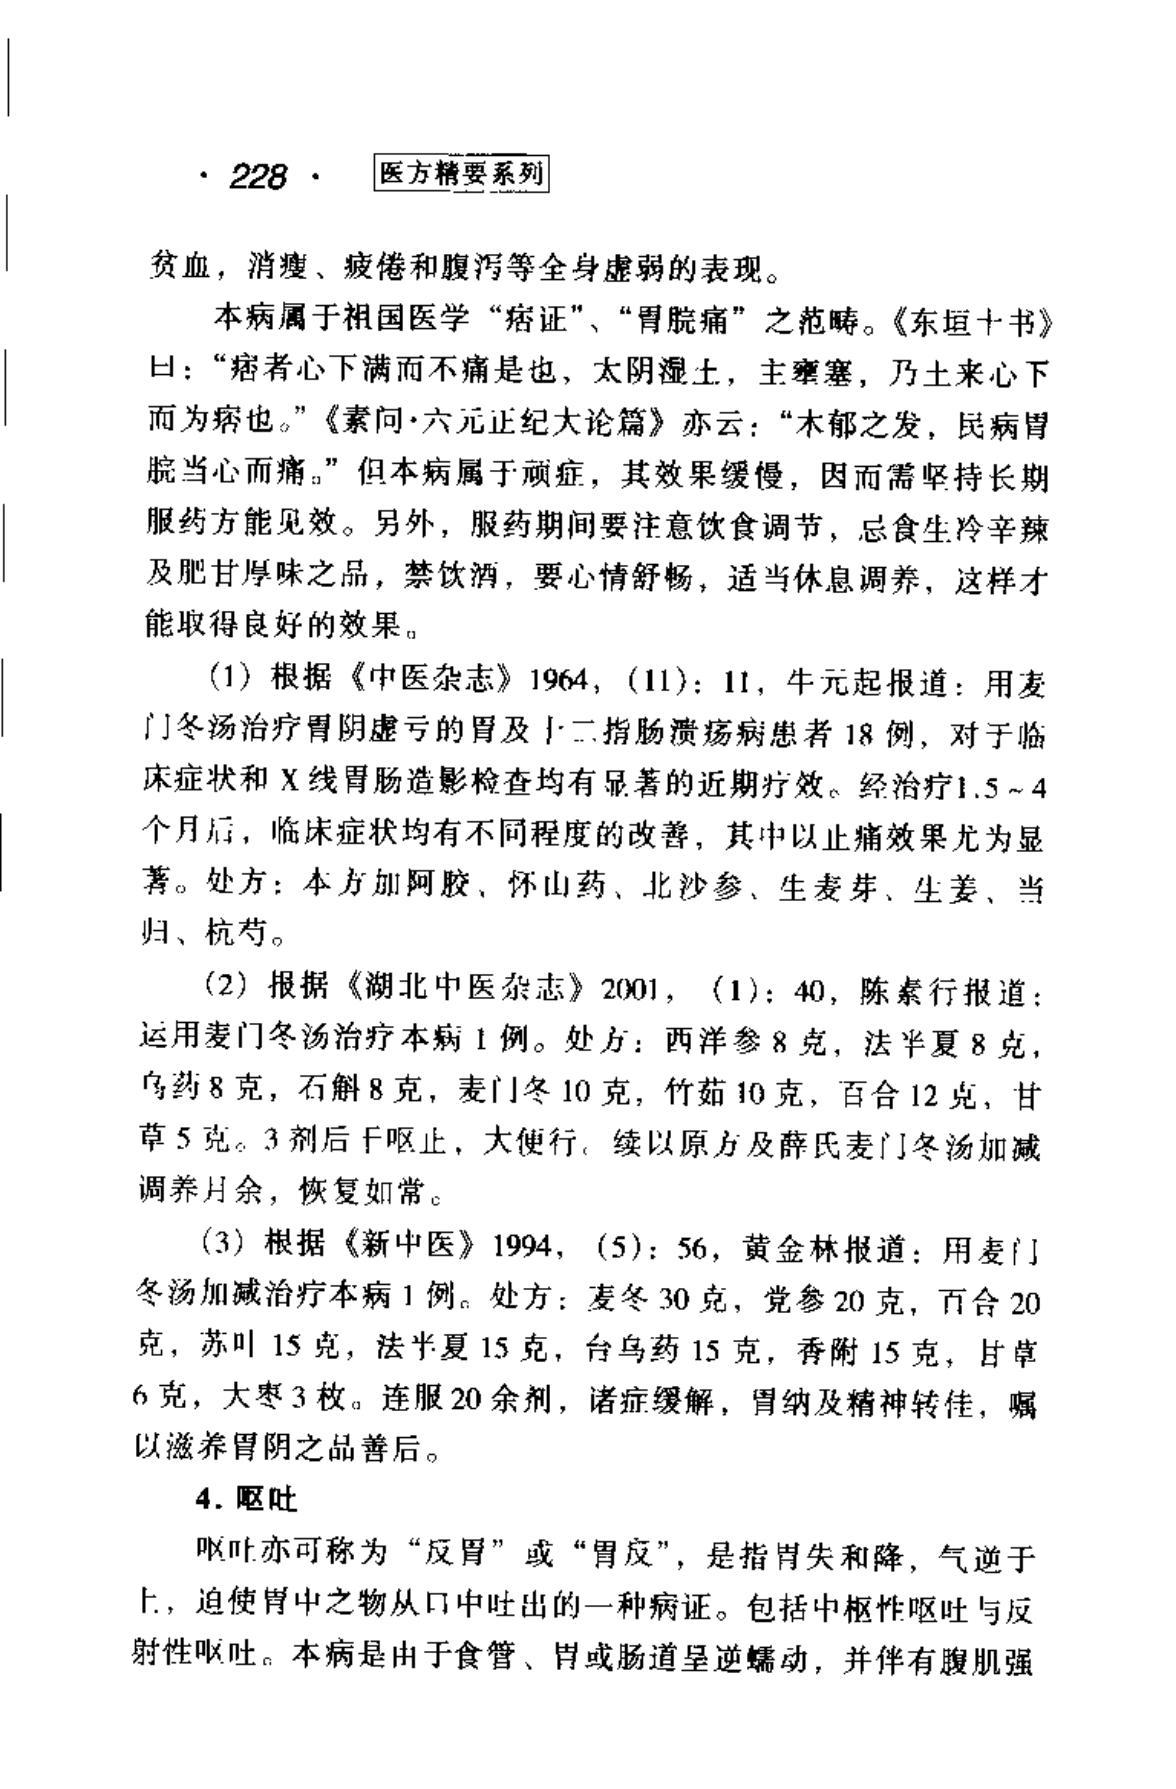 · 228 · 医方精要系列
贫血，消瘦、疲倦和腹泻等全身虚弱的表现。
本病属于祖国医学“痞证”、“胃脘痛”之范畴。《东垣十书》
曰：“痞者心下满而不痛是也，太阴湿土，主壅塞，乃土来心下
而为痞也。”《素问·六元正纪大论篇》亦云：“木郁之发，民病胃
脘当心而痛。”但本病属于顽症，其效果缓慢，因而需坚持长期
服药方能见效。另外，服药期间要注意饮食调节，忌食生冷辛辣
及肥甘厚味之品，禁饮酒，要心情舒畅，适当休息调养，这样才
能取得良好的效果。
（1）根据《中医杂志》1964，（11）：11，牛元起报道：用麦
门冬汤治疗胃阴虚亏的胃及十二指肠溃疡病患者 18 例，对于临
床症状和 X 线胃肠造影检查均有显著的近期疗效。经治疗1.5～4
个月后，临床症状均有不同程度的改善，其中以止痛效果尤为显
著。处方：本方加阿胶、怀山药、北沙参、生麦芽、生姜、当
归、杭芍。
（2）根据《湖北中医杂志》2001，（1）：40，陈素行报道：
运用麦门冬汤治疗本病 1 例。处方：西洋参 8 克，法半夏 8 克，
乌药 8 克，石斛 8 克，麦门冬 10 克，竹茹 10 克，百合 12 克，甘
草 5 克。3 剂后干呕止，大便行。续以原方及薛氏麦门冬汤加减
调养月余，恢复如常。
（3）根据《新中医》1994，（5）：56，黄金林报道：用麦门
冬汤加减治疗本病 1 例。处方：麦冬 30 克，党参 20 克，百合 20
克，苏叶 15 克，法半夏 15 克，台乌药 15 克，香附 15 克，甘草
6 克，大枣 3 枚。连服 20 余剂，诸症缓解，胃纳及精神转佳，嘱
以滋养胃阴之品善后。
4. 呕吐
呕吐亦可称为“反胃”或“胃反”，是指胃失和降，气逆于
上，迫使胃中之物从口中吐出的一种病证。包括中枢性呕吐与反
射性呕吐。本病是由于食管、胃或肠道呈逆蠕动，并伴有腹肌强